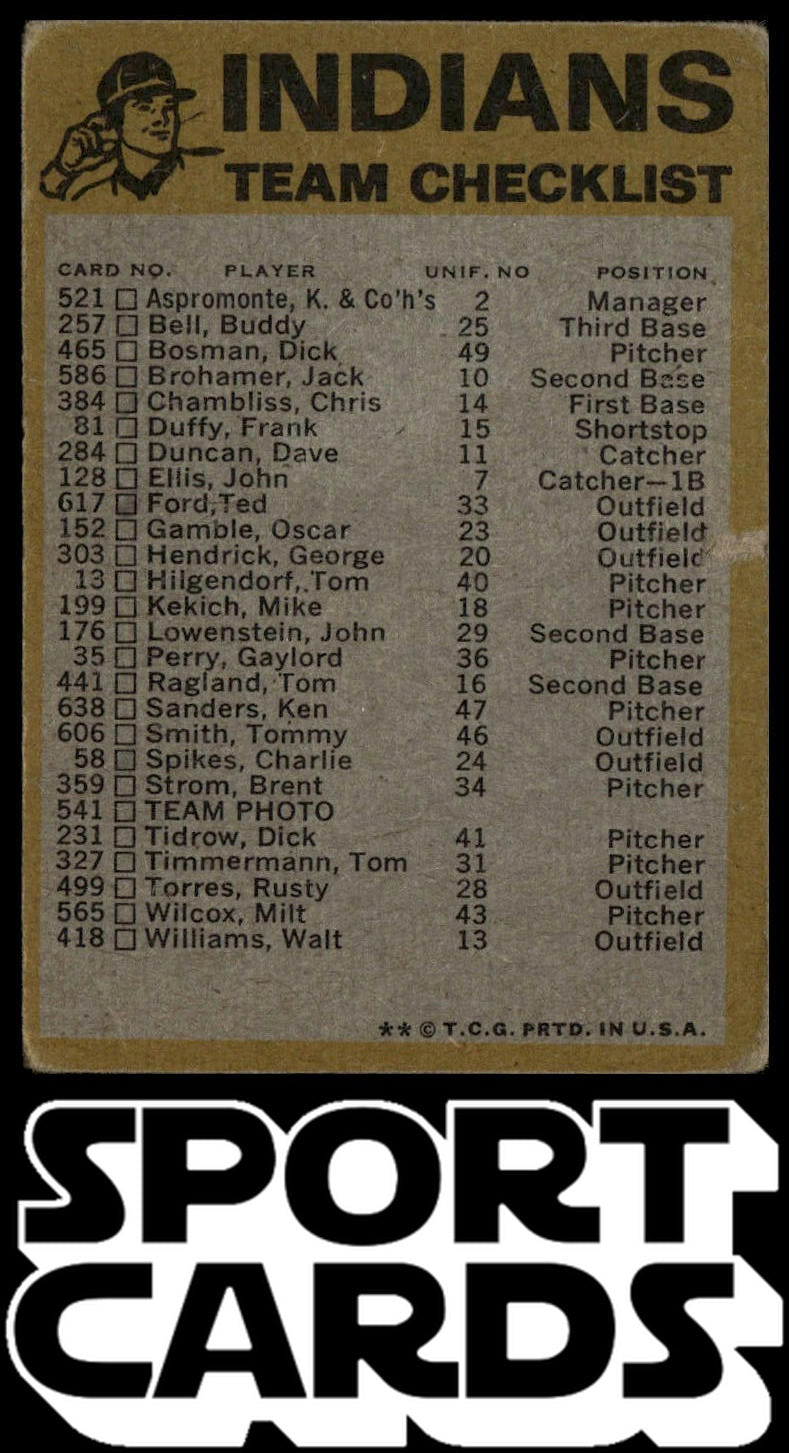 INDIANS
TEAM CHECKLIST
CARD NO. PLAYER UNIF. NO POSITION
521 Aspromonte, K. & Co'h's 2 Manager
257 Bell, Buddy 25 Third Base
465 Bosman, Dick 49 Pitcher
586 Brohamer, Jack 10 Second Base
384 Chambliss, Chris 14 First Base
81 Duffy, Frank 15 Shortstop
284 Duncan, Dave 11 Catcher
128 Ellis, John 7 Catcher—1B
617 Ford, Ted 33 Outfield
152 Gamble, Oscar 23 Outfield
303 Hendrick, George 20 Outfield
13 Hilgendorf, Tom 40 Pitcher
199 Kekich, Mike 18 Pitcher
176 Lowenstein, John 29 Second Base
35 Perry, Gaylord 36 Pitcher
441 Ragland, Tom 16 Second Base
638 Sanders, Ken 47 Pitcher
606 Smith, Tommy 46 Outfield
58 Spikes, Charlie 24 Outfield
359 Strom, Brent 34 Pitcher
541 TEAM PHOTO
231 Tidrow, Dick 41 Pitcher
327 Timmermann, Tom 31 Pitcher
499 Torres, Rusty 28 Outfield
565 Wilcox, Milt 43 Pitcher
418 Williams, Walt 13 Outfield
** © T.C.G. PRTD. IN U.S.A.
SPORT
CARDS